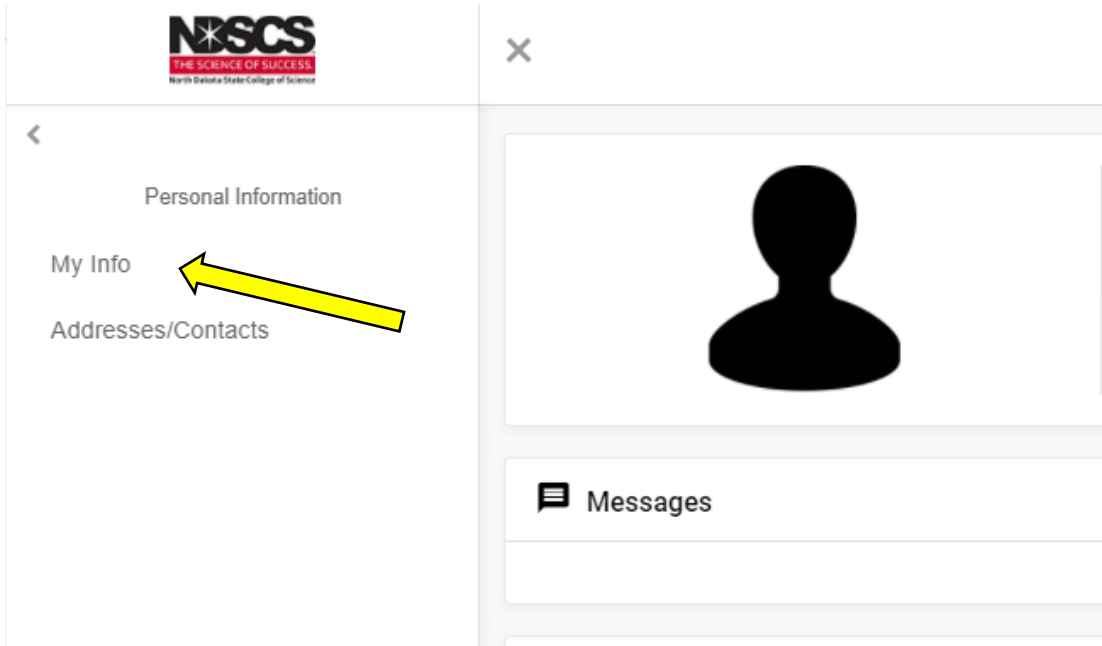 NDSCS
THE SCIENCE OF SUCCESS.
North Dakota State College of Science
Personal Information
My Info
Addresses/Contacts
Messages